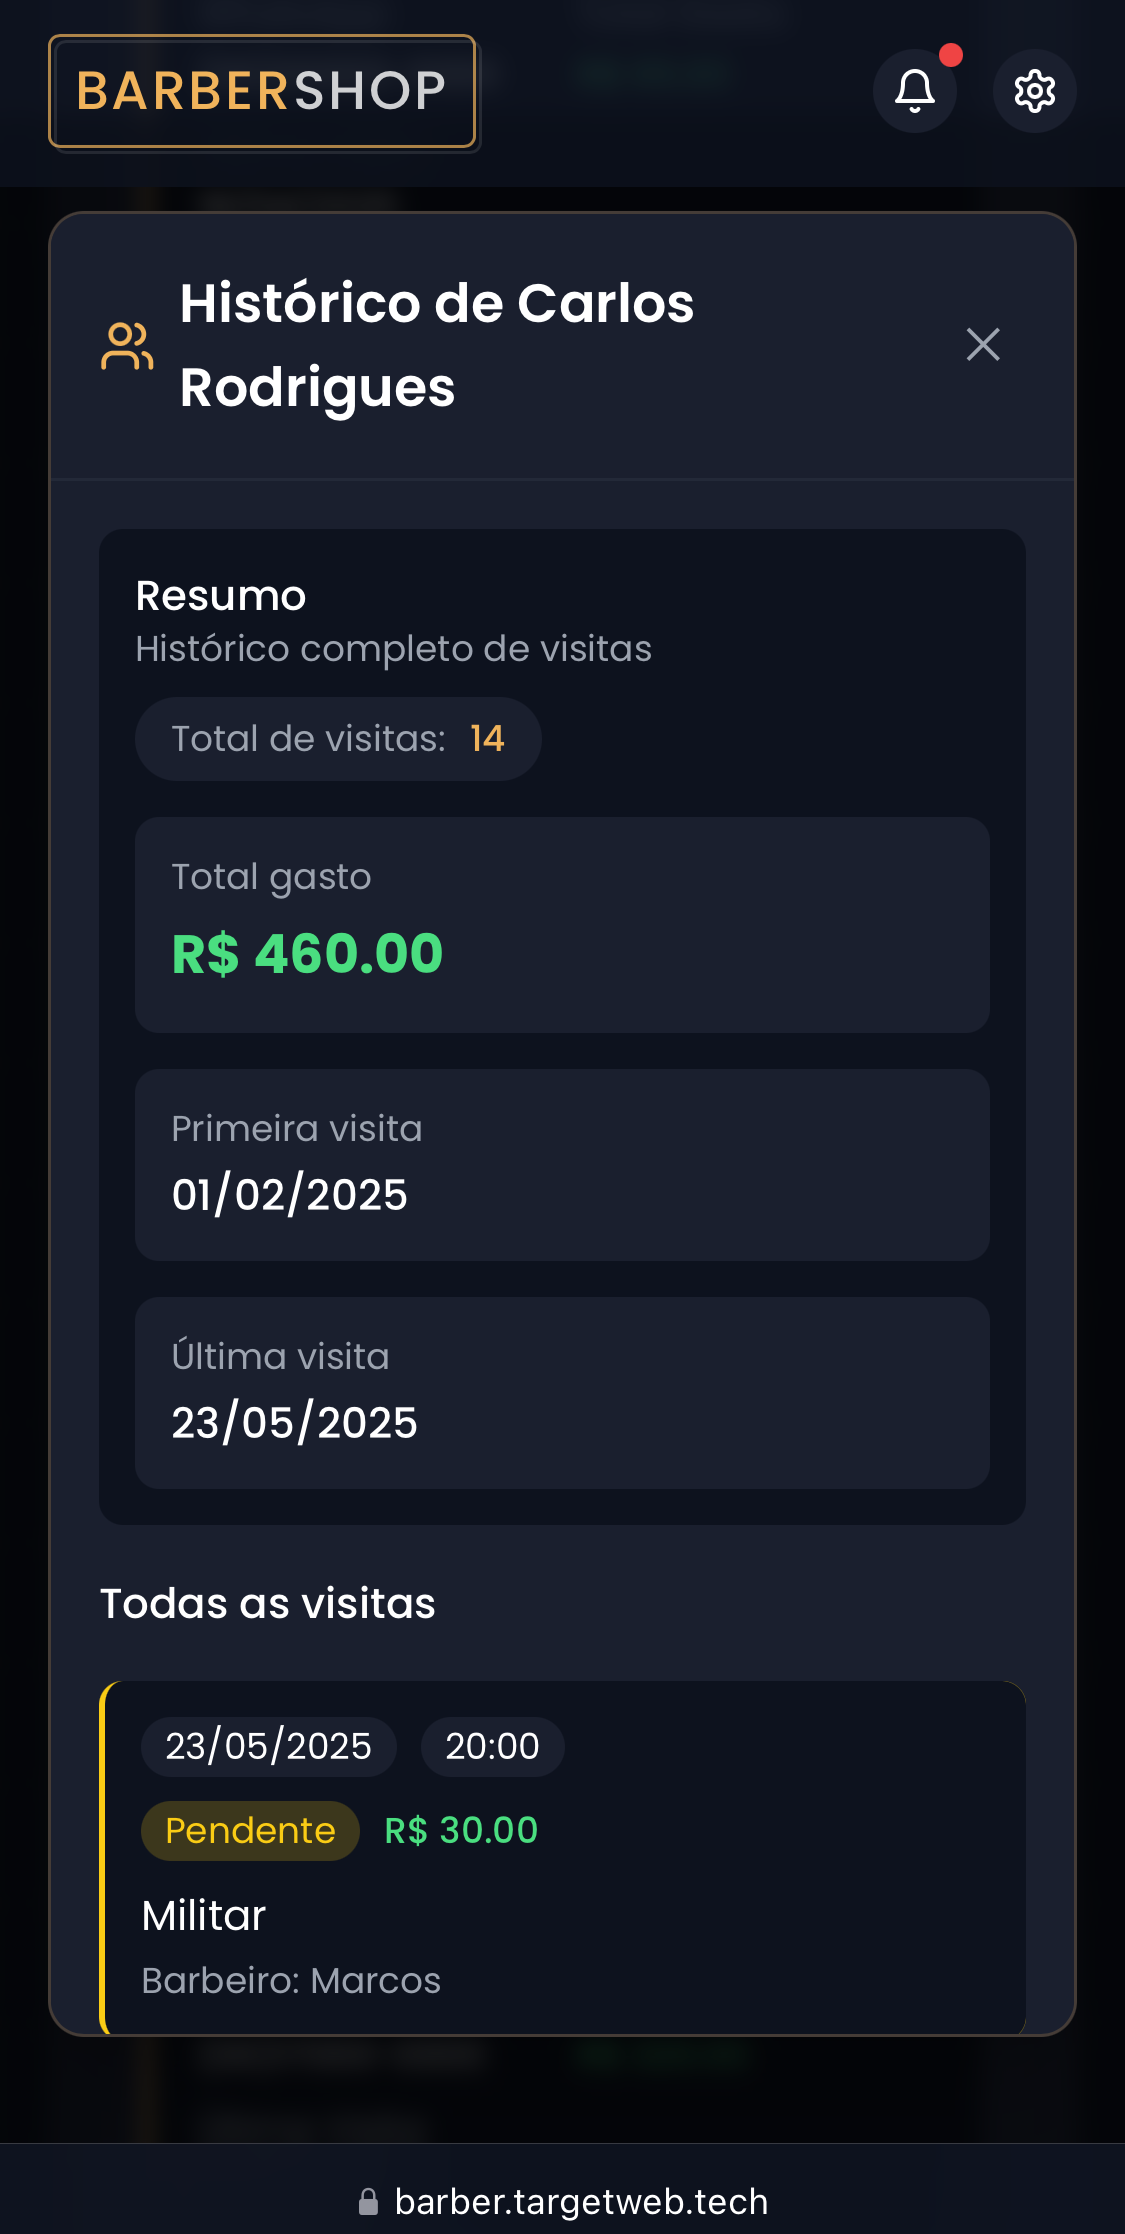 BARBERSHOP
Histórico de Carlos
Rodrigues
Resumo
Histórico completo de visitas
Total de visitas: 14
Total gasto
R$ 460.00
Primeira visita
01/02/2025
Última visita
23/05/2025
Todas as visitas
23/05/2025 20:00
Pendente R$ 30.00
Militar
Barbeiro: Marcos
barber.targetweb.tech